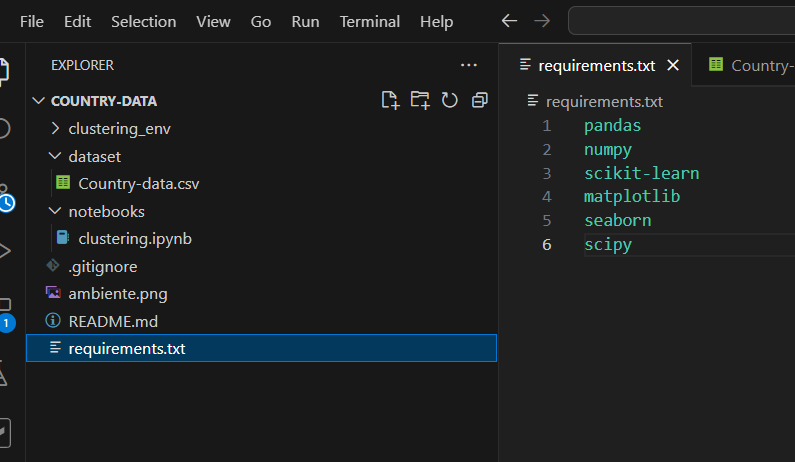 File Edit Selection View Go Run Terminal Help
EXPLORER
COUNTRY-DATA
clustering_env
dataset
Country-data.csv
notebooks
clustering.ipynb
.gitignore
ambiente.png
README.md
requirements.txt
1
requirements.txt Country-
requirements.txt
1 pandas
2 numpy
3 scikit-learn
4 matplotlib
5 seaborn
6 scipy